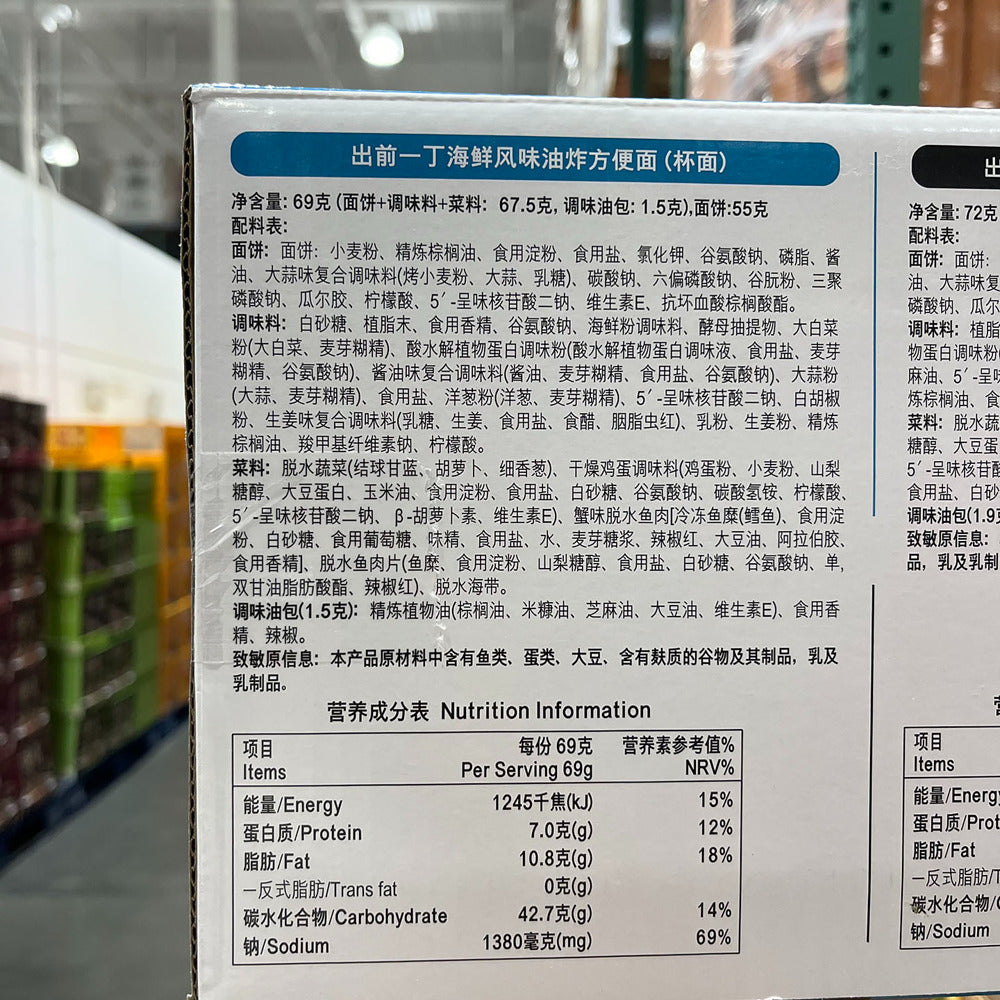 出前一丁海鲜风味油炸方便面（杯面）
净含量: 69克 (面饼+调味料+菜料: 67.5克, 调味油包: 1.5克),面饼:55克
配料表:
面饼: 面饼: 小麦粉、精炼棕榈油、食用淀粉、食用盐、氯化钾、谷氨酸钠、磷脂、酱
油、大蒜味复合调味料(烤小麦粉、大蒜、乳糖)、碳酸钠、六偏磷酸钠、谷朊粉、三聚
磷酸钠、瓜尔胶、柠檬酸、5′-呈味核苷酸二钠、维生素E、抗坏血酸棕榈酸酯。
调味料: 白砂糖、植脂末、食用香精、谷氨酸钠、海鲜粉调味料、酵母抽提物、大白菜
粉(大白菜、麦芽糊精)、酸水解植物蛋白调味粉(酸水解植物蛋白调味液、食用盐、麦芽
糊精、谷氨酸钠)、酱油味复合调味料(酱油、麦芽糊精、食用盐、谷氨酸钠)、大蒜粉
(大蒜、麦芽糊精)、食用盐、洋葱粉(洋葱、麦芽糊精)、5′-呈味核苷酸二钠、白胡椒
粉、生姜味复合调味料(乳糖、生姜、食用盐、食醋、胭脂虫红)、乳粉、生姜粉、精炼
棕榈油、羧甲基纤维素钠、柠檬酸。
菜料: 脱水蔬菜(结球甘蓝、胡萝卜、细香葱)、干燥鸡蛋调味料(鸡蛋粉、小麦粉、山梨
糖醇、大豆蛋白、玉米油、食用淀粉、食用盐、白砂糖、谷氨酸钠、碳酸氢铵、柠檬酸、
5′-呈味核苷酸二钠、β-胡萝卜素、维生素E)、蟹味脱水鱼肉[冷冻鱼糜(鳕鱼)、食用淀
粉、白砂糖、食用葡萄糖、味精、食用盐、水、麦芽糖浆、辣椒红、大豆油、阿拉伯胶、
食用香精]、脱水鱼肉片(鱼糜、食用淀粉、山梨糖醇、食用盐、白砂糖、谷氨酸钠、单,
双甘油脂肪酸酯、辣椒红)、脱水海带。
调味油包(1.5克): 精炼植物油(棕榈油、米糠油、芝麻油、大豆油、维生素E)、食用香
精、辣椒。
致敏原信息: 本产品原材料中含有鱼类、蛋类、大豆、含有麸质的谷物及其制品，乳及
乳制品。
营养成分表 Nutrition Information
项目 每份 69克 营养素参考值%
Items Per Serving 69g NRV%
能量/Energy 1245千焦(kJ) 15%
蛋白质/Protein 7.0克(g) 12%
脂肪/Fat 10.8克(g) 18%
—反式脂肪/Trans fat 0克(g)
碳水化合物/Carbohydrate 42.7克(g) 14%
钠/Sodium 1380毫克(mg) 69%
净含量: 72克
配料表:
面饼: 面饼:
油、大蒜味复
磷酸钠、瓜尔
调味料: 植脂
物蛋白调味粉(
麻油、5′-呈味
炼棕榈油、食
菜料: 脱水蔬
糖醇、大豆蛋
5′-呈味核苷酸
食用盐、白砂
调味油包(1.9克
致敏原信息:
品，乳及乳制
项目
Items
能量/Energy
蛋白质/Prot
脂肪/Fat
—反式脂肪/T
碳水化合物/C
钠/Sodium